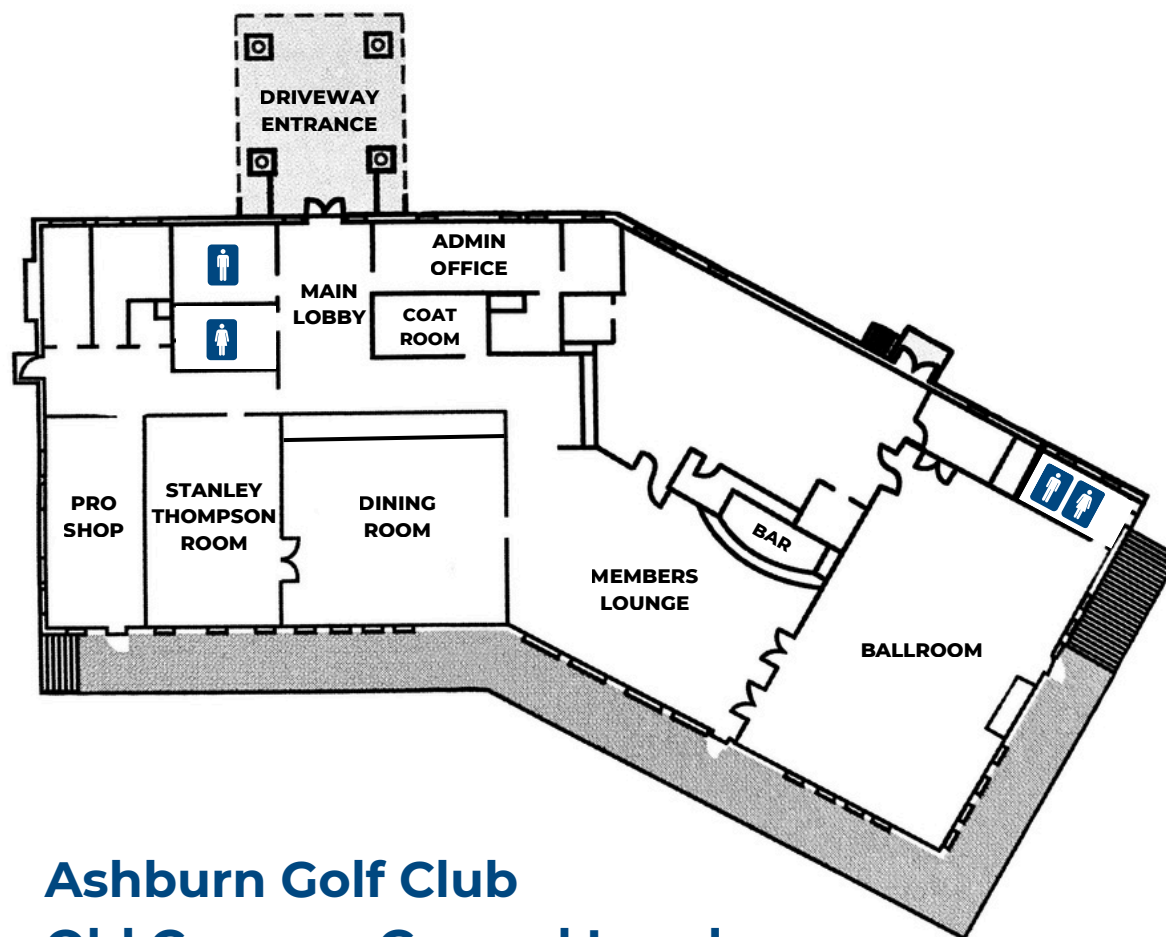 DRIVEWAY
ENTRANCE
ADMIN
OFFICE
MAIN
LOBBY
COAT
ROOM
PRO
SHOP
STANLEY
THOMPSON
ROOM
DINING
ROOM
BAR
MEMBERS
LOUNGE
BALLROOM
Ashburn Golf Club